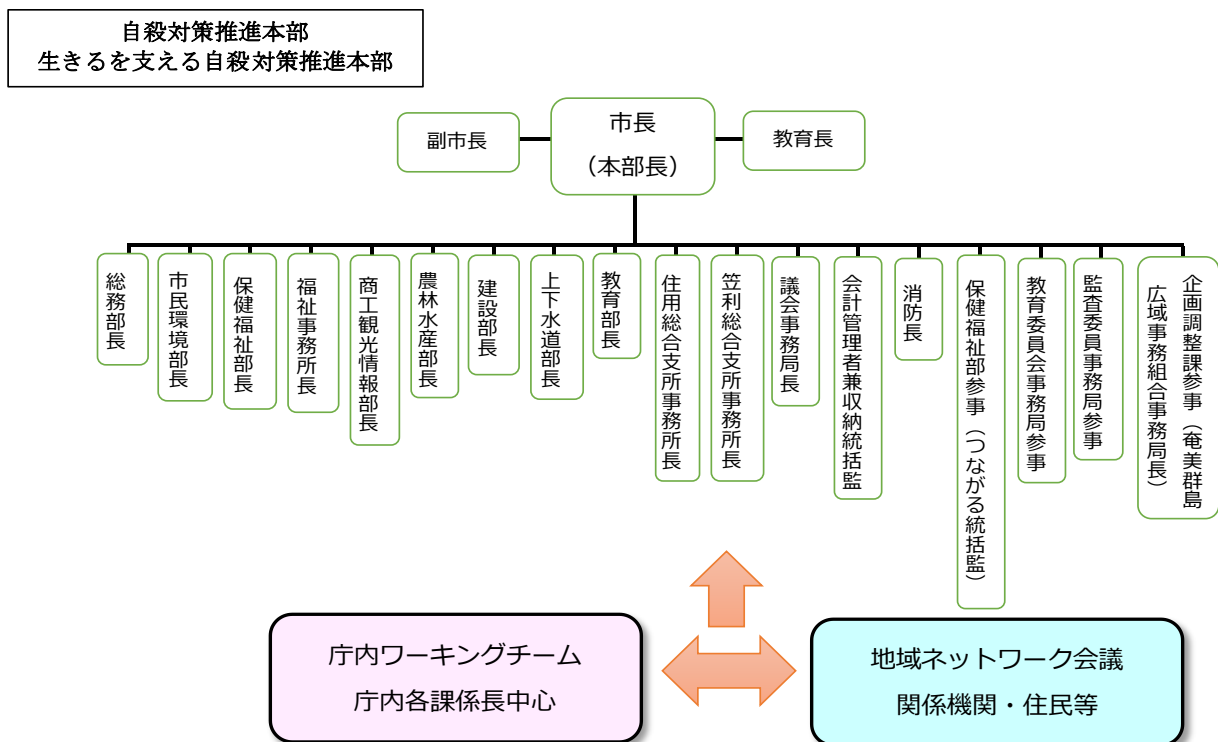 自殺対策推進本部
生きるを支える自殺対策推進本部
副市長
市長
（本部長）
教育長
総務部長
市民環境部長
保健福祉部長
福祉事務所長
商工観光情報部長
農林水産部長
建設部長
上下水道部長
教育部長
住用総合支所事務所長
笠利総合支所事務所長
議会事務局長
会計管理者兼収納統括監
消防長
保健福祉部参事（つながる統括監）
教育委員会事務局参事
監査委員事務局参事
企画調整課参事（奄美群島
広域事務組合事務局長）
庁内ワーキングチーム
庁内各課係長中心
地域ネットワーク会議
関係機関・住民等